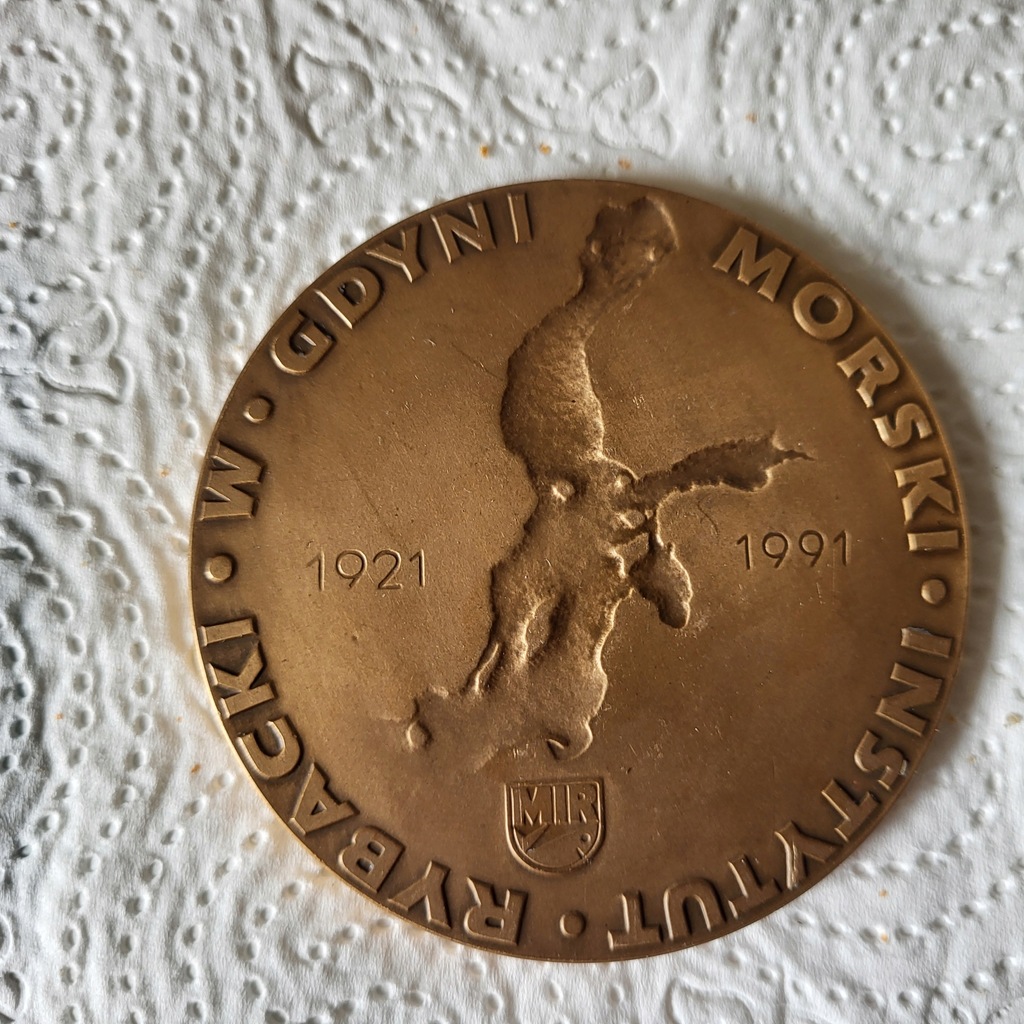 MORSKI • INSTYTUT • RYBACKI • W • GDYNI
1921
1991
MIR